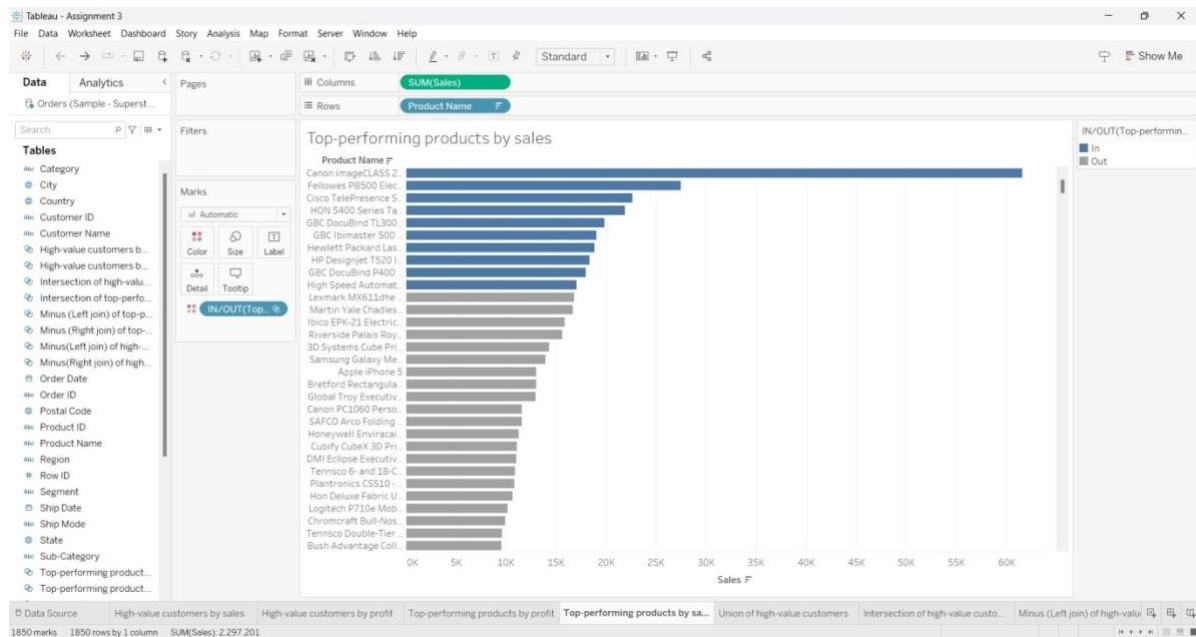 Tableau - Assignment 3
File Data Worksheet Dashboard Story Analysis Map Format Server Window Help
Standard
Show Me
Data Analytics
Pages
Columns SUM(Sales)
Orders (Sample - Superst...
Rows Product Name
Search
Filters
Top-performing products by sales
IN/OUT(Top-performin...
In
Out
Tables
Abc Category
City
Country
Abc Customer ID
Abc Customer Name
High-value customers b...
High-value customers b...
Intersection of high-valu...
Intersection of top-perfo...
Minus (Left join) of top-p...
Minus (Right join) of top-...
Minus(Left join) of high-...
Minus(Right join) of high...
Order Date
Abc Order ID
Postal Code
Abc Product ID
Abc Product Name
Abc Region
# Row ID
Abc Segment
Ship Date
Abc Ship Mode
State
Abc Sub-Category
Top-performing product...
Top-performing product...
Marks
Automatic
Color Size Label
Detail Tooltip
IN/OUT(Top..
Product Name
Canon imageCLASS 2..
Fellowes PB500 Elec..
Cisco TelePresence S..
HON 5400 Series Ta..
GBC DocuBind TL300..
GBC Ibimaster 500 ..
Hewlett Packard Las..
HP Designjet T520 I..
GBC DocuBind P400 ..
High Speed Automat..
Lexmark MX611dhe ..
Martin Yale Chadles..
Ibico EPK-21 Electric..
Riverside Palais Roy..
3D Systems Cube Pri..
Samsung Galaxy Me..
Apple iPhone 5
Bretford Rectangula..
Global Troy Executiv..
Canon PC1060 Perso..
SAFCO Arco Folding ..
Honeywell Enviracai..
Cubify CubeX 3D Pri..
DMI Eclipse Executiv..
Tennsco 6- and 18-C..
Plantronics CS510 - ..
Hon Deluxe Fabric U..
Logitech P710e Mob..
Chromcraft Bull-Nos..
Tennsco Double-Tier ..
Bush Advantage Coll..
0K 5K 10K 15K 20K 25K 30K 35K 40K 45K 50K 55K 60K
Sales
Data Source High-value customers by sales High-value customers by profit Top-performing products by profit Top-performing products by sa... Union of high-value customers Intersection of high-value custo... Minus (Left join) of high-valu
1850 marks 1850 rows by 1 column SUM(Sales): 2,297,201